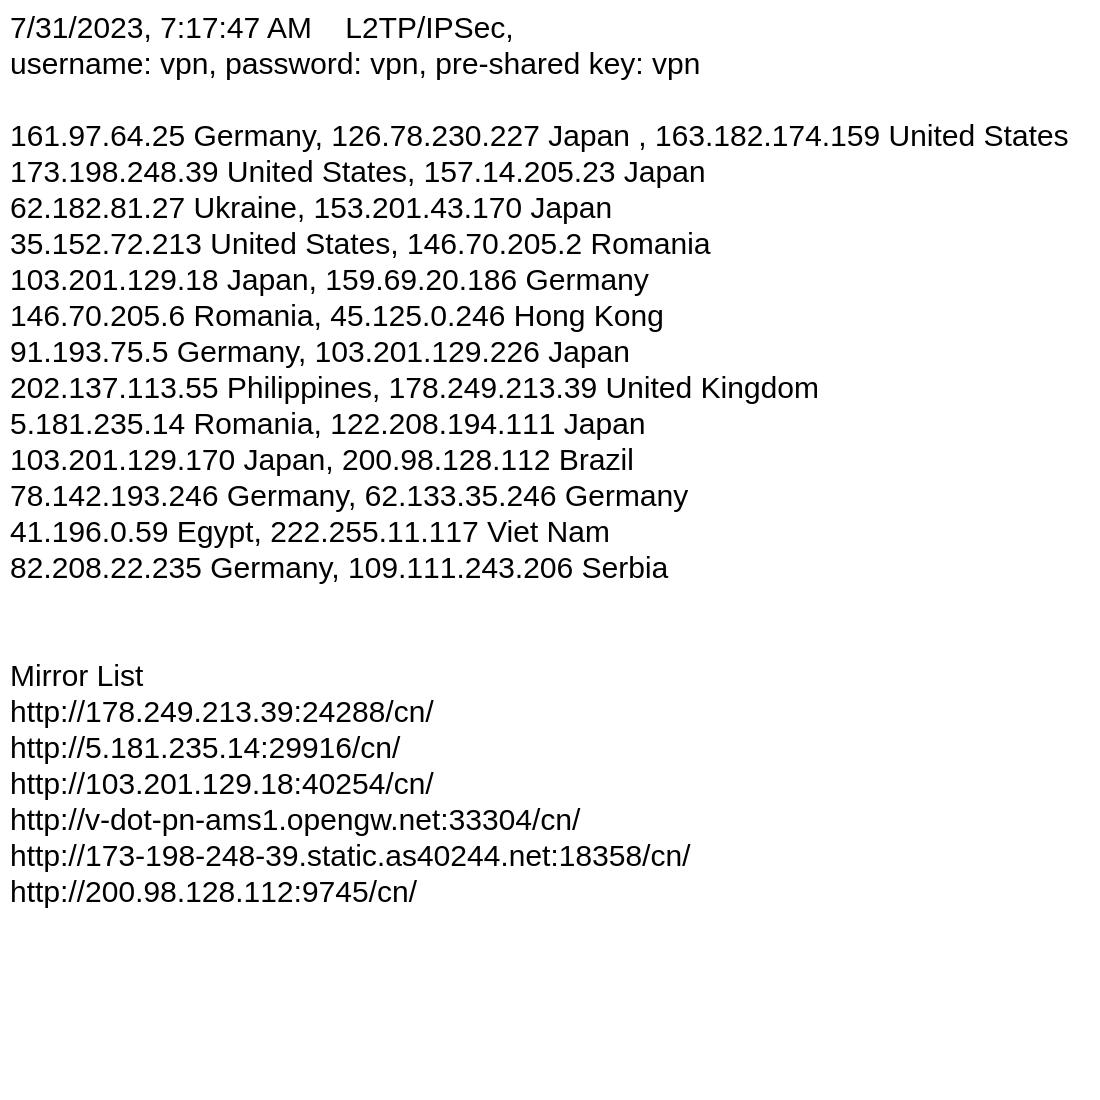 7/31/2023, 7:17:47 AM    L2TP/IPSec,
username: vpn, password: vpn, pre-shared key: vpn
161.97.64.25 Germany, 126.78.230.227 Japan , 163.182.174.159 United States
173.198.248.39 United States, 157.14.205.23 Japan
62.182.81.27 Ukraine, 153.201.43.170 Japan
35.152.72.213 United States, 146.70.205.2 Romania
103.201.129.18 Japan, 159.69.20.186 Germany
146.70.205.6 Romania, 45.125.0.246 Hong Kong
91.193.75.5 Germany, 103.201.129.226 Japan
202.137.113.55 Philippines, 178.249.213.39 United Kingdom
5.181.235.14 Romania, 122.208.194.111 Japan
103.201.129.170 Japan, 200.98.128.112 Brazil
78.142.193.246 Germany, 62.133.35.246 Germany
41.196.0.59 Egypt, 222.255.11.117 Viet Nam
82.208.22.235 Germany, 109.111.243.206 Serbia
Mirror List
http://178.249.213.39:24288/cn/
http://5.181.235.14:29916/cn/
http://103.201.129.18:40254/cn/
http://v-dot-pn-ams1.opengw.net:33304/cn/
http://173-198-248-39.static.as40244.net:18358/cn/
http://200.98.128.112:9745/cn/